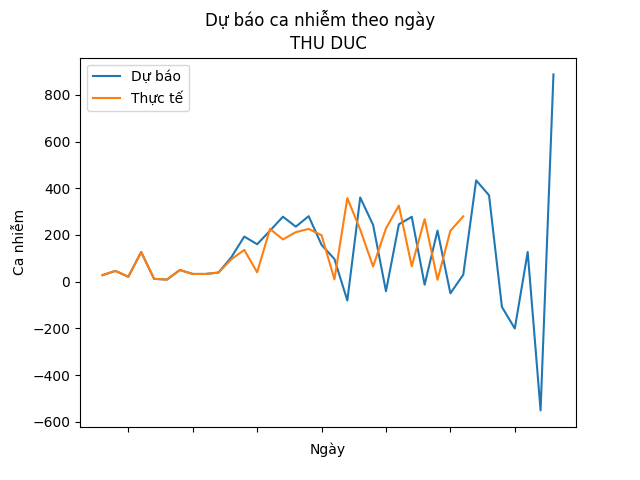 Dự báo ca nhiễm theo ngày
THU DUC
Dự báo
Thực tế
800
600
400
200
0
−200
−400
−600
Ca nhiễm
Ngày